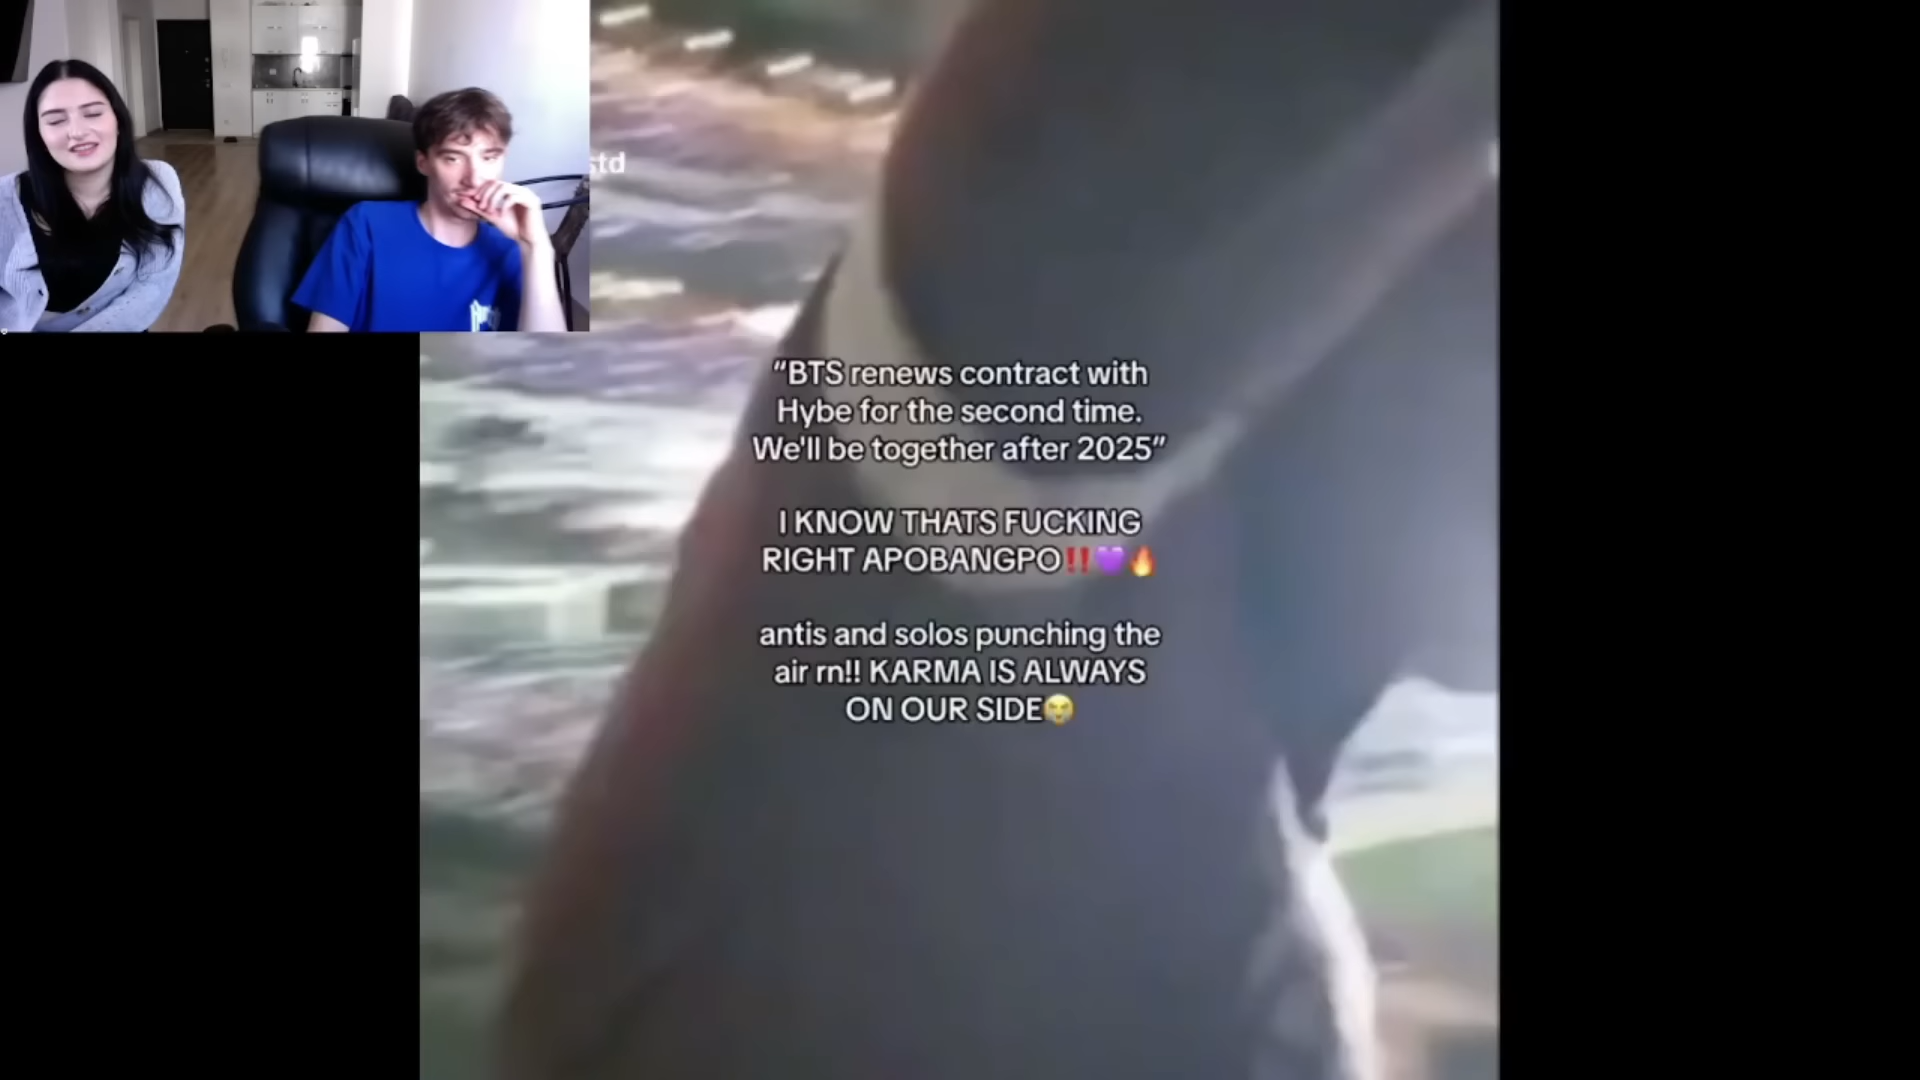 std
“BTS renews contract with
Hybe for the second time.
We'll be together after 2025”
I KNOW THATS FUCKING
RIGHT APOBANGPO‼️💜🔥
antis and solos punching the
air rn!! KARMA IS ALWAYS
ON OUR SIDE😭